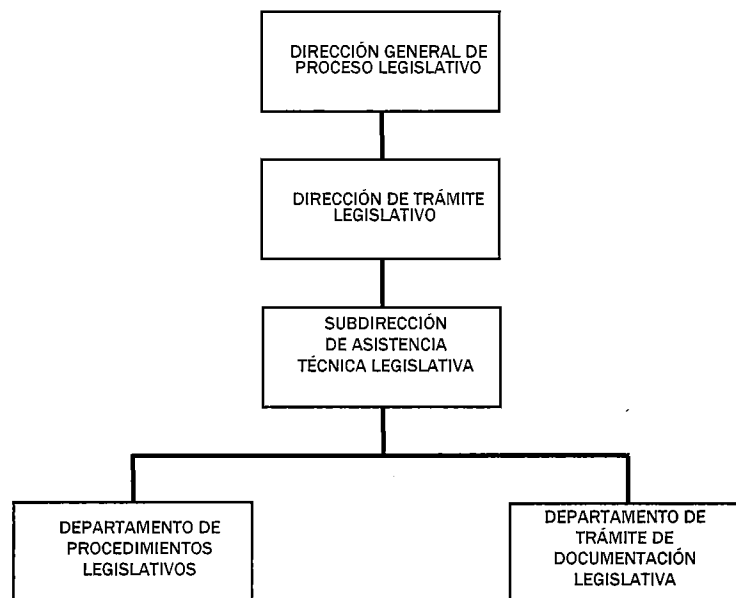 DIRECCIÓN GENERAL DE
PROCESO LEGISLATIVO
DIRECCIÓN DE TRÁMITE
LEGISLATIVO
SUBDIRECCIÓN
DE ASISTENCIA
TÉCNICA LEGISLATIVA
DEPARTAMENTO DE
PROCEDIMIENTOS
LEGISLATIVOS
DEPARTAMENTO DE
TRÁMITE DE
DOCUMENTACIÓN
LEGISLATIVA